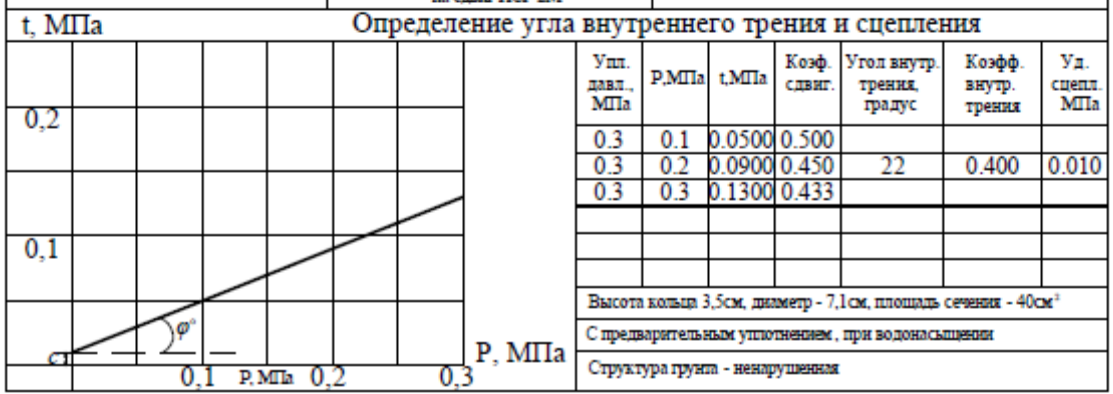 t, МПа
Определение угла внутреннего трения и сцепления
Упл. давл., МПа
Р,МПа
t,МПа
Коэф. сдвиг.
Угол внутр. трения, градус
Коэфф. внутр. трения
Уд. сцепл. МПа
0.3 0.1 0.0500 0.500
0.3 0.2 0.0900 0.450 22 0.400 0.010
0.3 0.3 0.1300 0.433
Высота кольца 3,5см, диаметр - 7,1см, площадь сечения - 40см²
С предварительным уплотнением, при водонасыщении
Структура грунта - ненарушенная
0,2
0,1
φ°
С
Р, МПа
0,1 Р, МПа 0,2 0,3